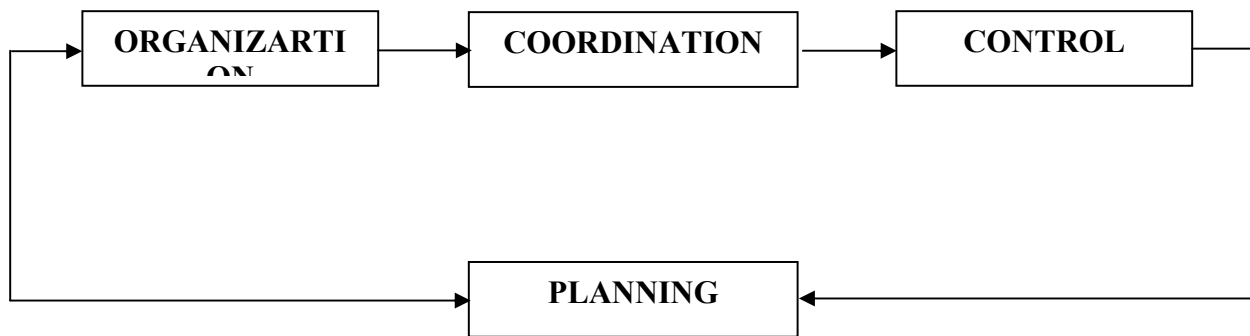 ORGANIZARTI
ON
COORDINATION
CONTROL
PLANNING